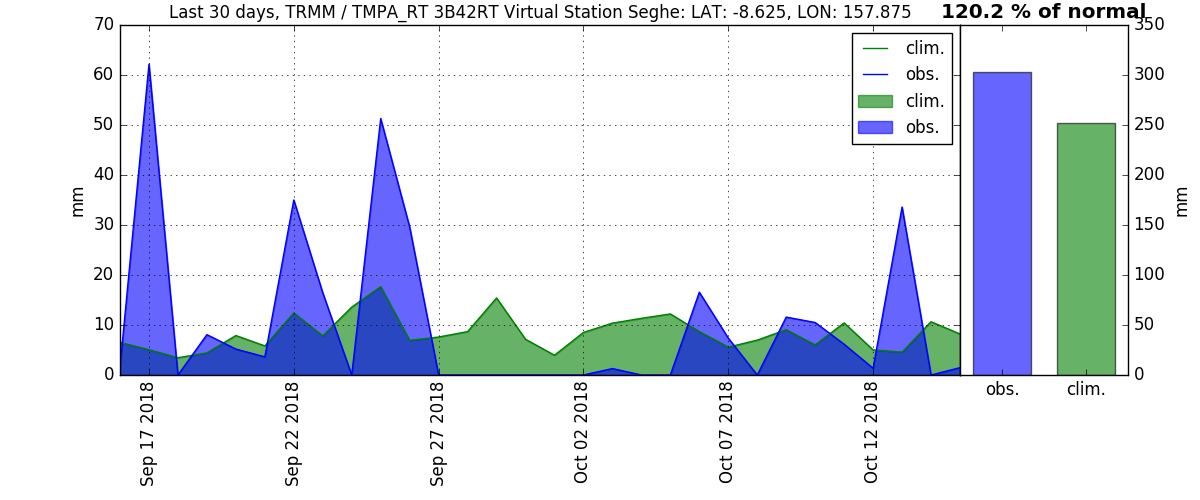 Last 30 days, TRMM / TMPA_RT 3B42RT Virtual Station Seghe: LAT: -8.625, LON: 157.875
120.2 % of normal
70
60
50
40
30
20
10
0
mm
clim.
obs.
clim.
obs.
Sep 17 2018
Sep 22 2018
Sep 27 2018
Oct 02 2018
Oct 07 2018
Oct 12 2018
350
300
250
200
150
100
50
0
mm
obs.
clim.